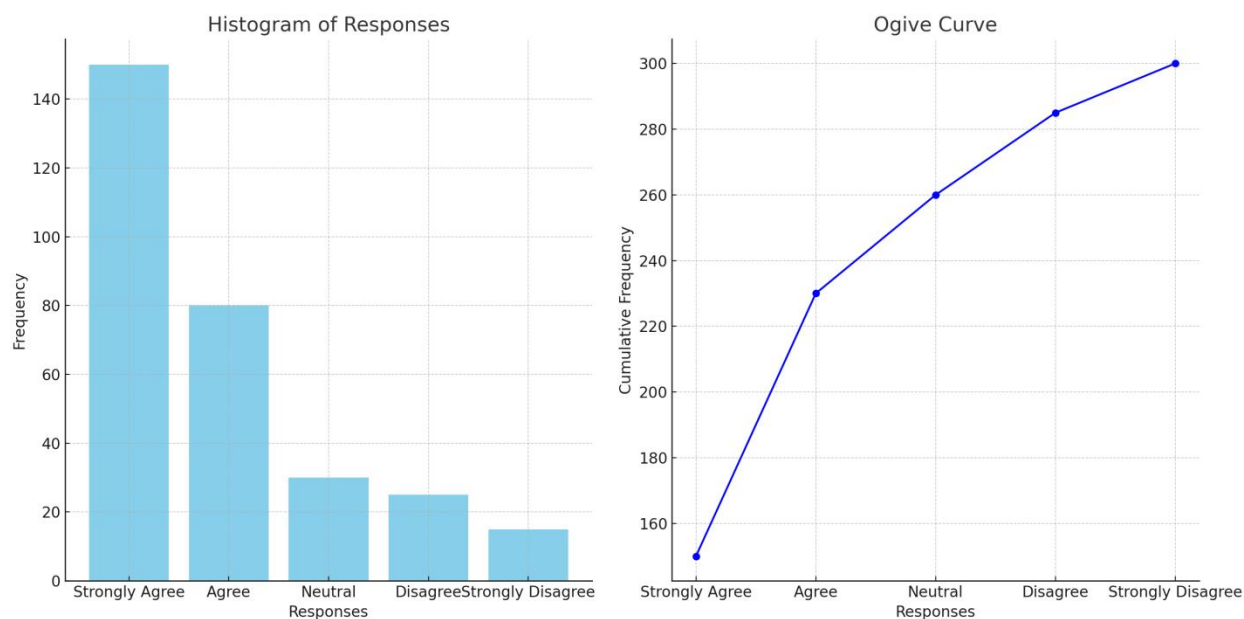 Histogram of Responses
Frequency
140
120
100
80
60
40
20
0
Strongly Agree Agree Neutral Disagree Strongly Disagree
Responses
Ogive Curve
Cumulative Frequency
300
280
260
240
220
200
180
160
Strongly Agree Agree Neutral Disagree Strongly Disagree
Responses